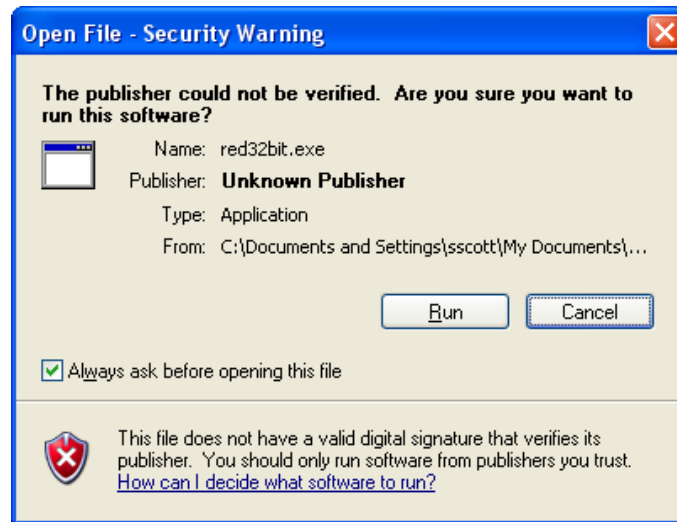 Open File - Security Warning
The publisher could not be verified. Are you sure you want to
run this software?
Name: red32bit.exe
Publisher: Unknown Publisher
Type: Application
From: C:\Documents and Settings\sscott\My Documents\...
Run
Cancel
Always ask before opening this file
This file does not have a valid digital signature that verifies its
publisher. You should only run software from publishers you trust.
How can I decide what software to run?